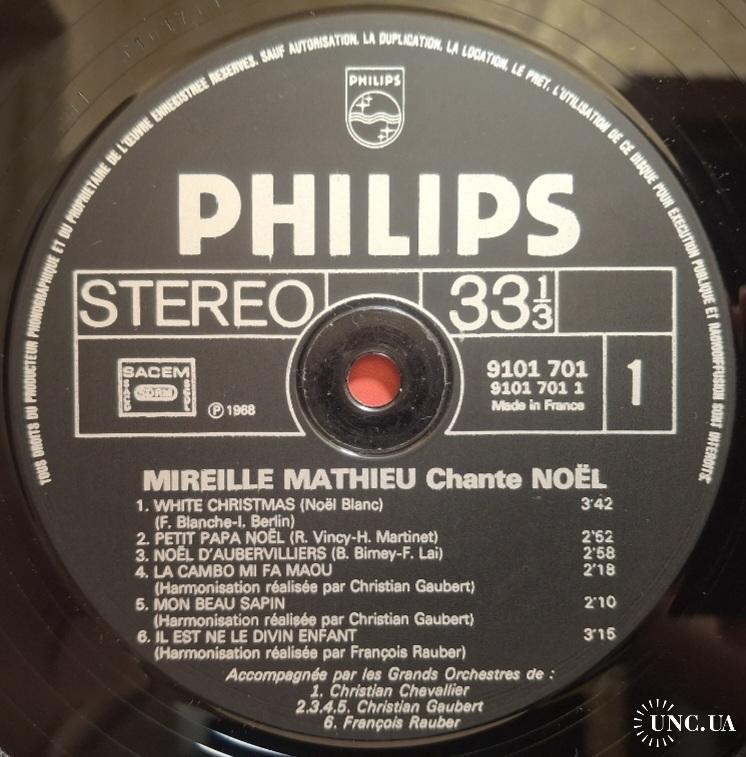 TOUS DROITS DU PRODUCTEUR PHONOGRAPHIQUE ET DU PROPRIETAIRE DE L'ŒUVRE ENREGISTREE RESERVES. SAUF AUTORISATION, LA DUPLICATION, LA LOCATION, LE PRET, L'UTILISATION DE CE DISQUE POUR EXECUTION PUBLIQUE ET RADIODIFFUSION SONT INTERDITS.
PHILIPS
PHILIPS
STEREO 33 1/3
SACEM
SACD SDRM SGDL
℗ 1968
9101 701
9101 701 1
Made in France
1
MIREILLE MATHIEU Chante NOËL
1. WHITE CHRISTMAS (Noël Blanc) 3'42
(F. Blanche-I. Berlin)
2. PETIT PAPA NOËL (R. Vincy-H. Martinet) 2'52
3. NOËL D'AUBERVILLIERS (B. Bimey-F. Lai) 2'58
4. LA CAMBO MI FA MAOU 2'18
(Harmonisation réalisée par Christian Gaubert)
5. MON BEAU SAPIN 2'10
(Harmonisation réalisée par Christian Gaubert)
6. IL EST NE LE DIVIN ENFANT 3'15
(Harmonisation réalisée par François Rauber)
Accompagnée par les Grands Orchestres de :
1. Christian Chevallier
2.3.4.5. Christian Gaubert
6. François Rauber
UNC.UA